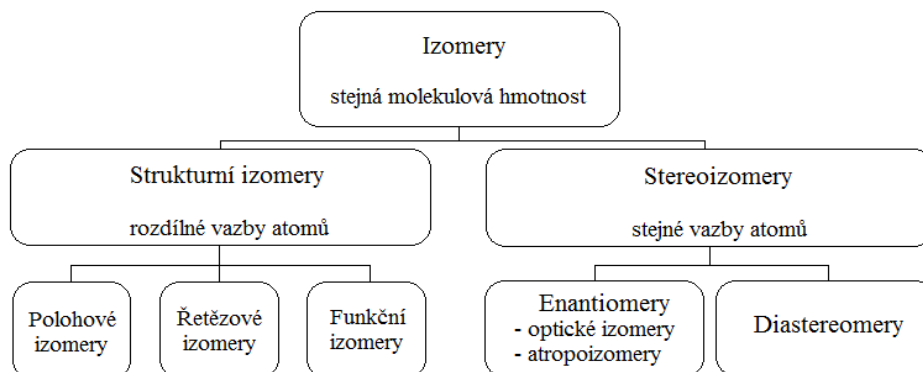 Izomery
stejná molekulová hmotnost
Strukturní izomery
rozdílné vazby atomů
Stereoizomery
stejné vazby atomů
Polohové
izomery
Řetězové
izomery
Funkční
izomery
Enantiomery
- optické izomery
- atropoizomery
Diastereomery